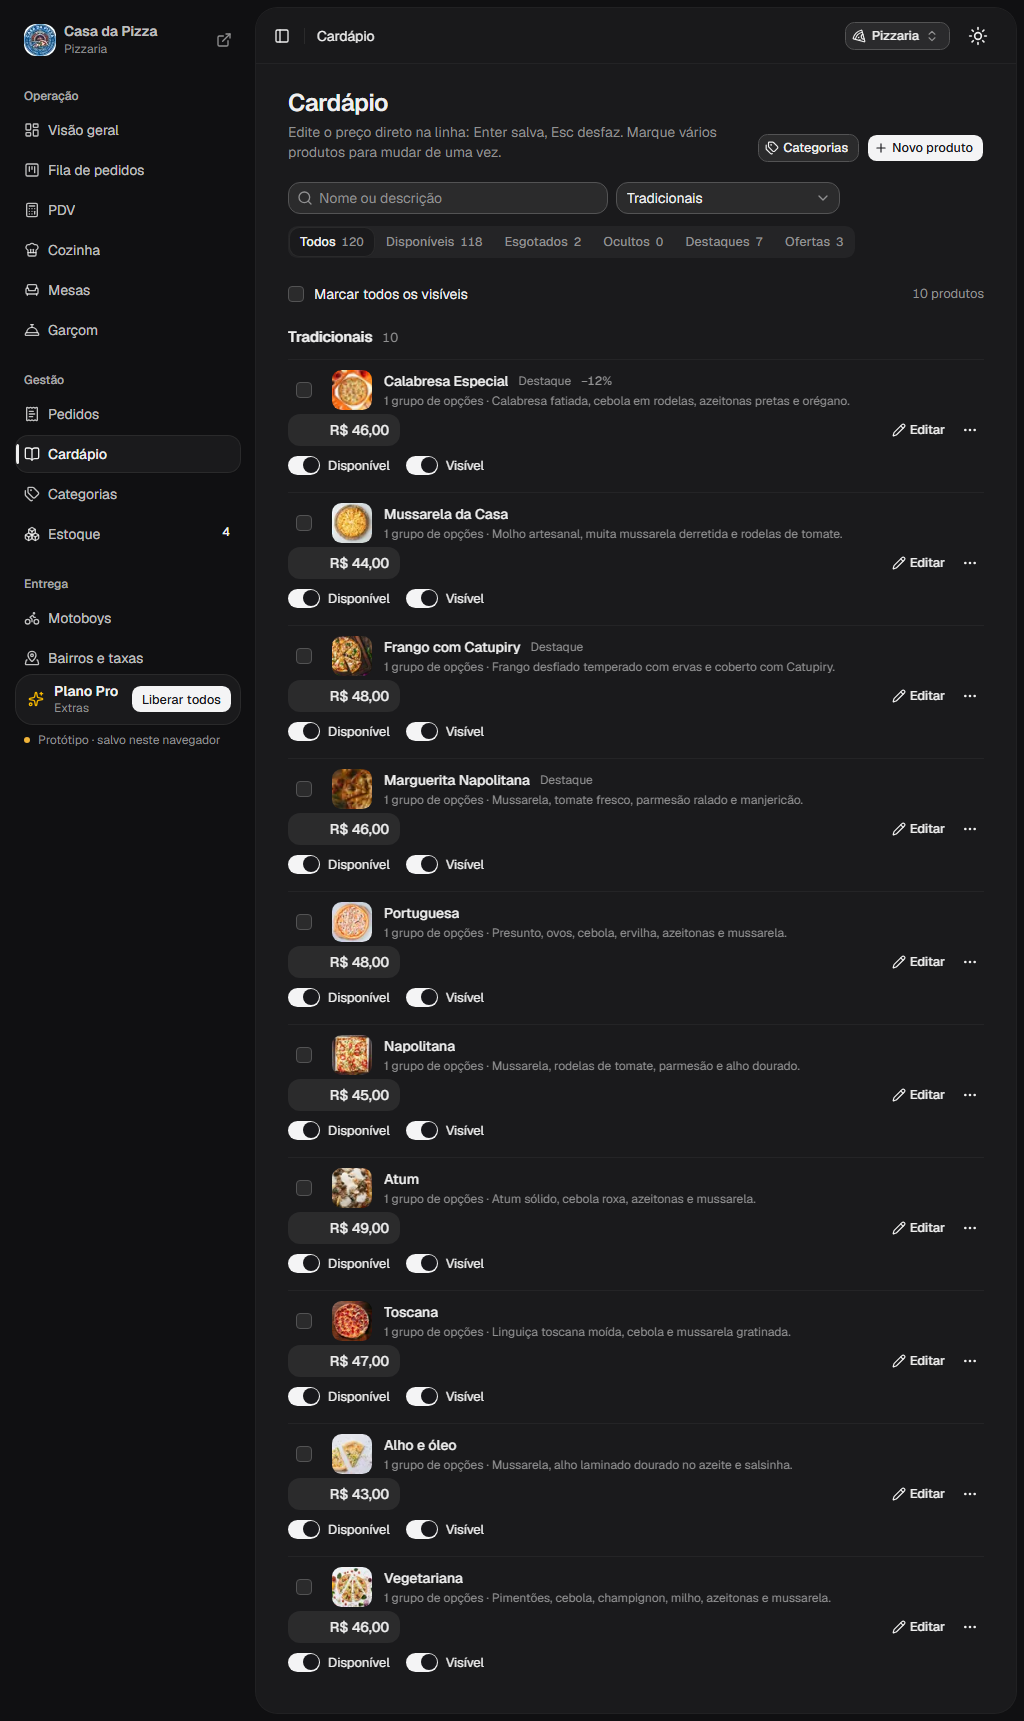 Casa da Pizza
Pizzaria
Operação
Visão geral
Fila de pedidos
PDV
Cozinha
Mesas
Garçom
Gestão
Pedidos
Cardápio
Categorias
Estoque 4
Entrega
Motoboys
Bairros e taxas
Plano Pro
Extras
Liberar todos
Protótipo · salvo neste navegador
Cardápio
Pizzaria
Cardápio
Edite o preço direto na linha: Enter salva, Esc desfaz. Marque vários
produtos para mudar de uma vez.
Categorias
Novo produto
Nome ou descrição
Tradicionais
Todos 120 Disponíveis 118 Esgotados 2 Ocultos 0 Destaques 7 Ofertas 3
Marcar todos os visíveis
10 produtos
Tradicionais 10
Calabresa Especial Destaque −12%
1 grupo de opções · Calabresa fatiada, cebola em rodelas, azeitonas pretas e orégano.
R$ 46,00 Editar
Disponível Visível
Mussarela da Casa
1 grupo de opções · Molho artesanal, muita mussarela derretida e rodelas de tomate.
R$ 44,00 Editar
Disponível Visível
Frango com Catupiry Destaque
1 grupo de opções · Frango desfiado temperado com ervas e coberto com Catupiry.
R$ 48,00 Editar
Disponível Visível
Marguerita Napolitana Destaque
1 grupo de opções · Mussarela, tomate fresco, parmesão ralado e manjericão.
R$ 46,00 Editar
Disponível Visível
Portuguesa
1 grupo de opções · Presunto, ovos, cebola, ervilha, azeitonas e mussarela.
R$ 48,00 Editar
Disponível Visível
Napolitana
1 grupo de opções · Mussarela, rodelas de tomate, parmesão e alho dourado.
R$ 45,00 Editar
Disponível Visível
Atum
1 grupo de opções · Atum sólido, cebola roxa, azeitonas e mussarela.
R$ 49,00 Editar
Disponível Visível
Toscana
1 grupo de opções · Linguiça toscana moída, cebola e mussarela gratinada.
R$ 47,00 Editar
Disponível Visível
Alho e óleo
1 grupo de opções · Mussarela, alho laminado dourado no azeite e salsinha.
R$ 43,00 Editar
Disponível Visível
Vegetariana
1 grupo de opções · Pimentões, cebola, champignon, milho, azeitonas e mussarela.
R$ 46,00 Editar
Disponível Visível